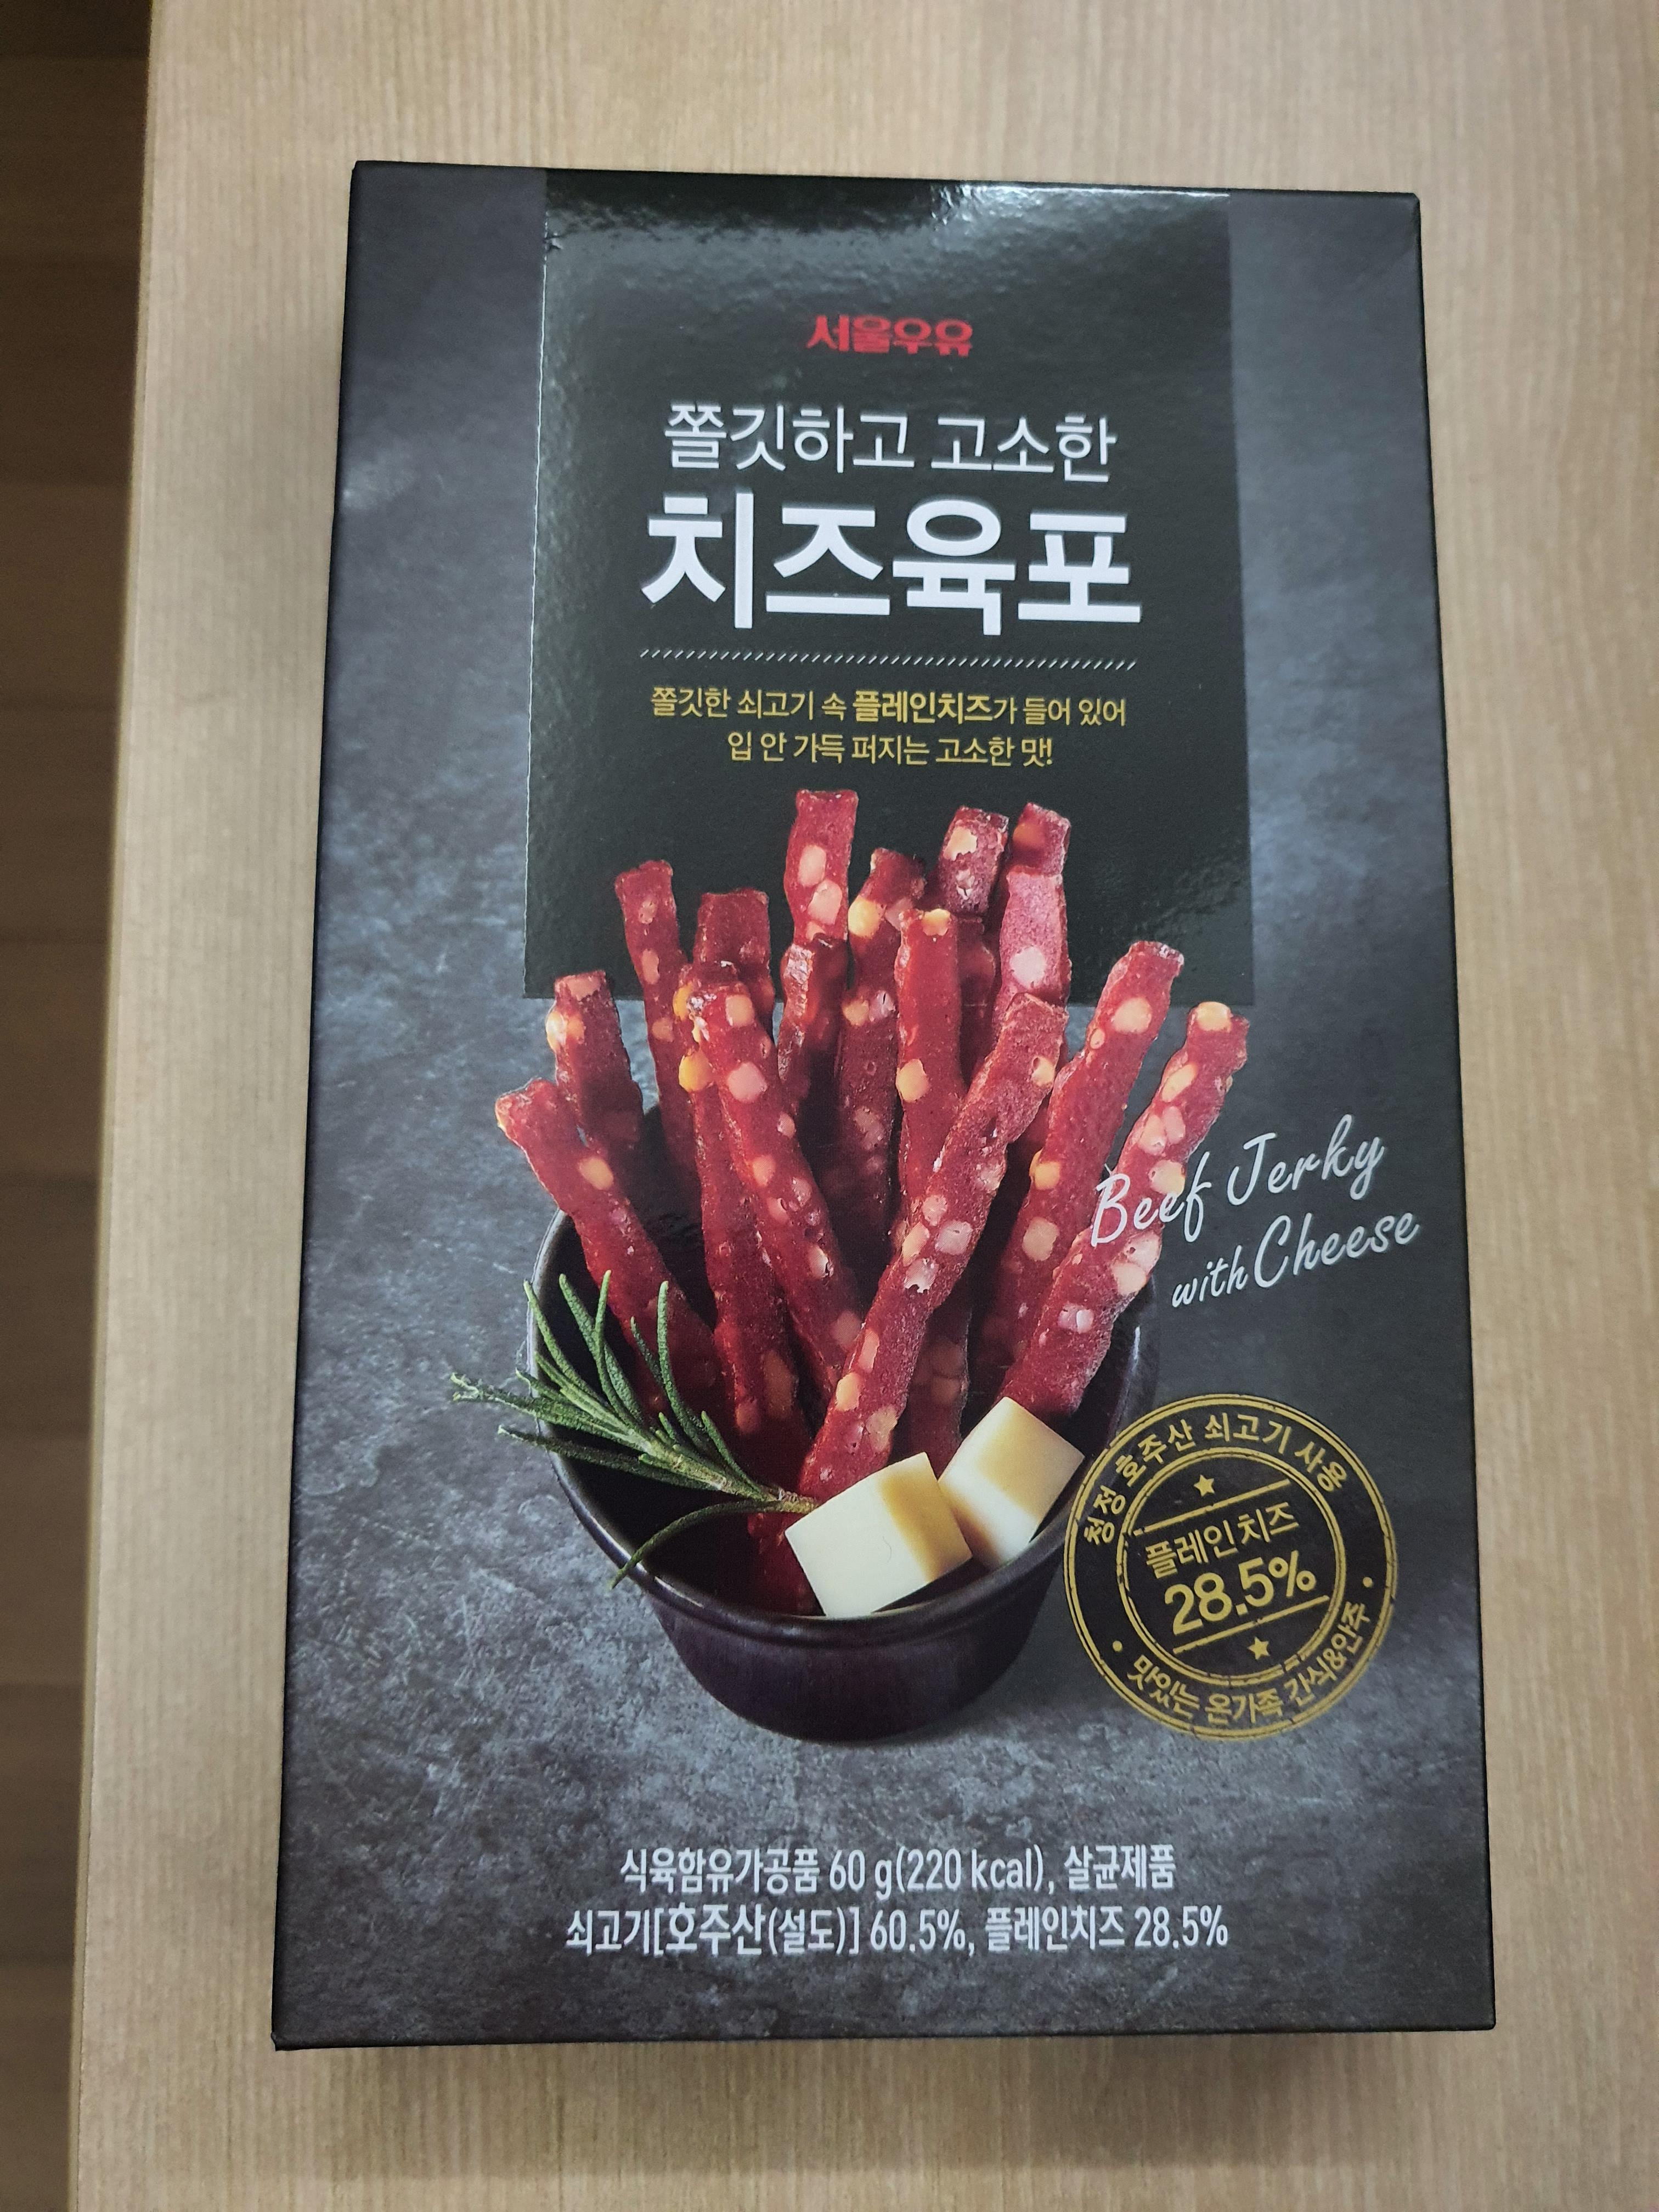 서울우유
쫄깃하고 고소한
치즈육포
쫄깃한 쇠고기 속 플레인치즈가 들어 있어
입 안 가득 퍼지는 고소한 맛!
Beef Jerky
with Cheese
청정 호주산 쇠고기 사용
플레인 치즈
28.5%
맛있는 온가족 간식&안주
식육함유가공품 60 g(220 kcal), 살균제품
쇠고기[호주산(설도)] 60.5%, 플레인치즈 28.5%